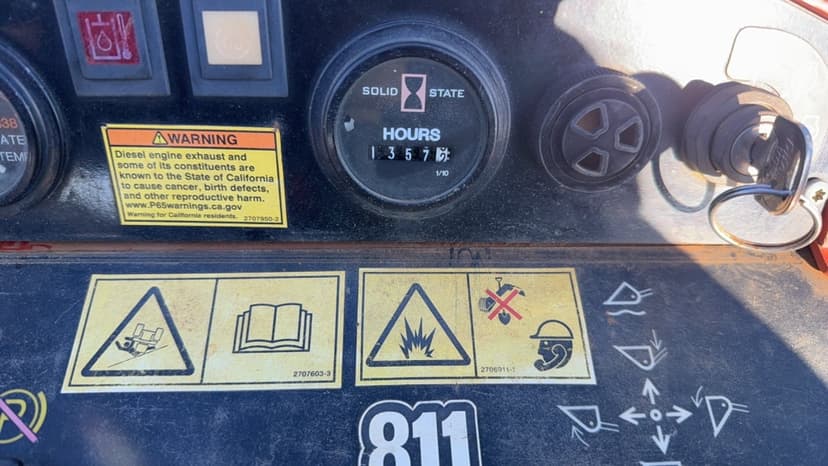 SOLID STATE
HOURS
1357
1/10
WARNING
Diesel engine exhaust and
some of its constituents are
known to the State of California
to cause cancer, birth defects,
and other reproductive harm.
www.P65warnings.ca.gov
Warning for California residents.
2707950-2
2707603-3
2706911-1
811